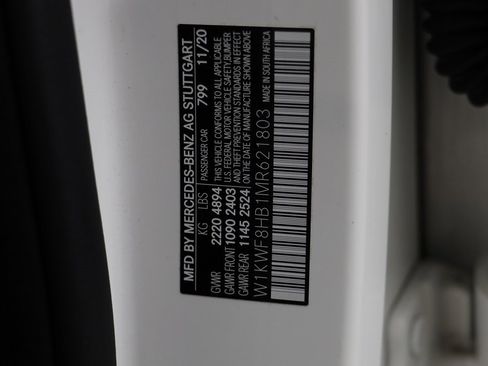 MFD BY MERCEDES-BENZ AG STUTTGART
PASSENGER CAR 799 11/20
KG LBS
GVWR 2220 4894
GAWR FRONT 1090 2403
GAWR REAR 1145 2524
THIS VEHICLE CONFORMS TO ALL APPLICABLE
FEDERAL MOTOR VEHICLE SAFETY, BUMPER
AND THEFT PREVENTION STANDARDS IN EFFECT
ON THE DATE OF MANUFACTURE SHOWN ABOVE
W1KWF8HB1MR621803
MADE IN SOUTH AFRICA